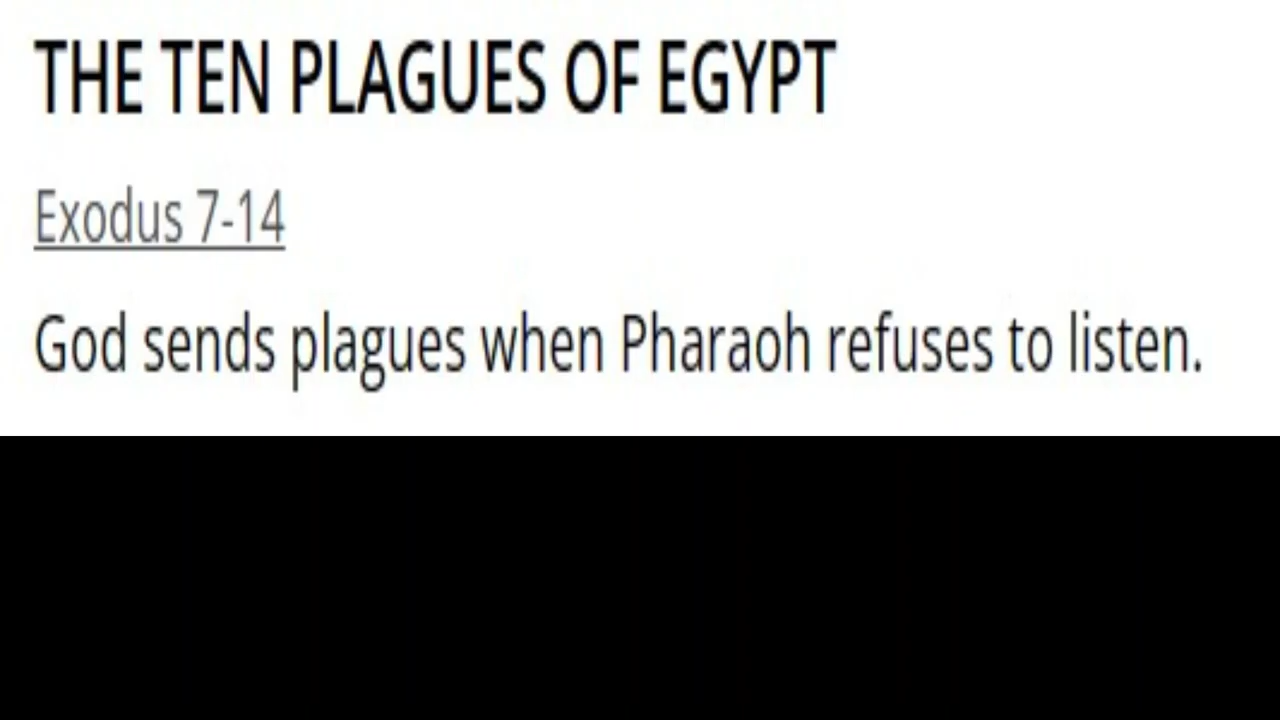 THE TEN PLAGUES OF EGYPT
Exodus 7-14
God sends plagues when Pharaoh refuses to listen.